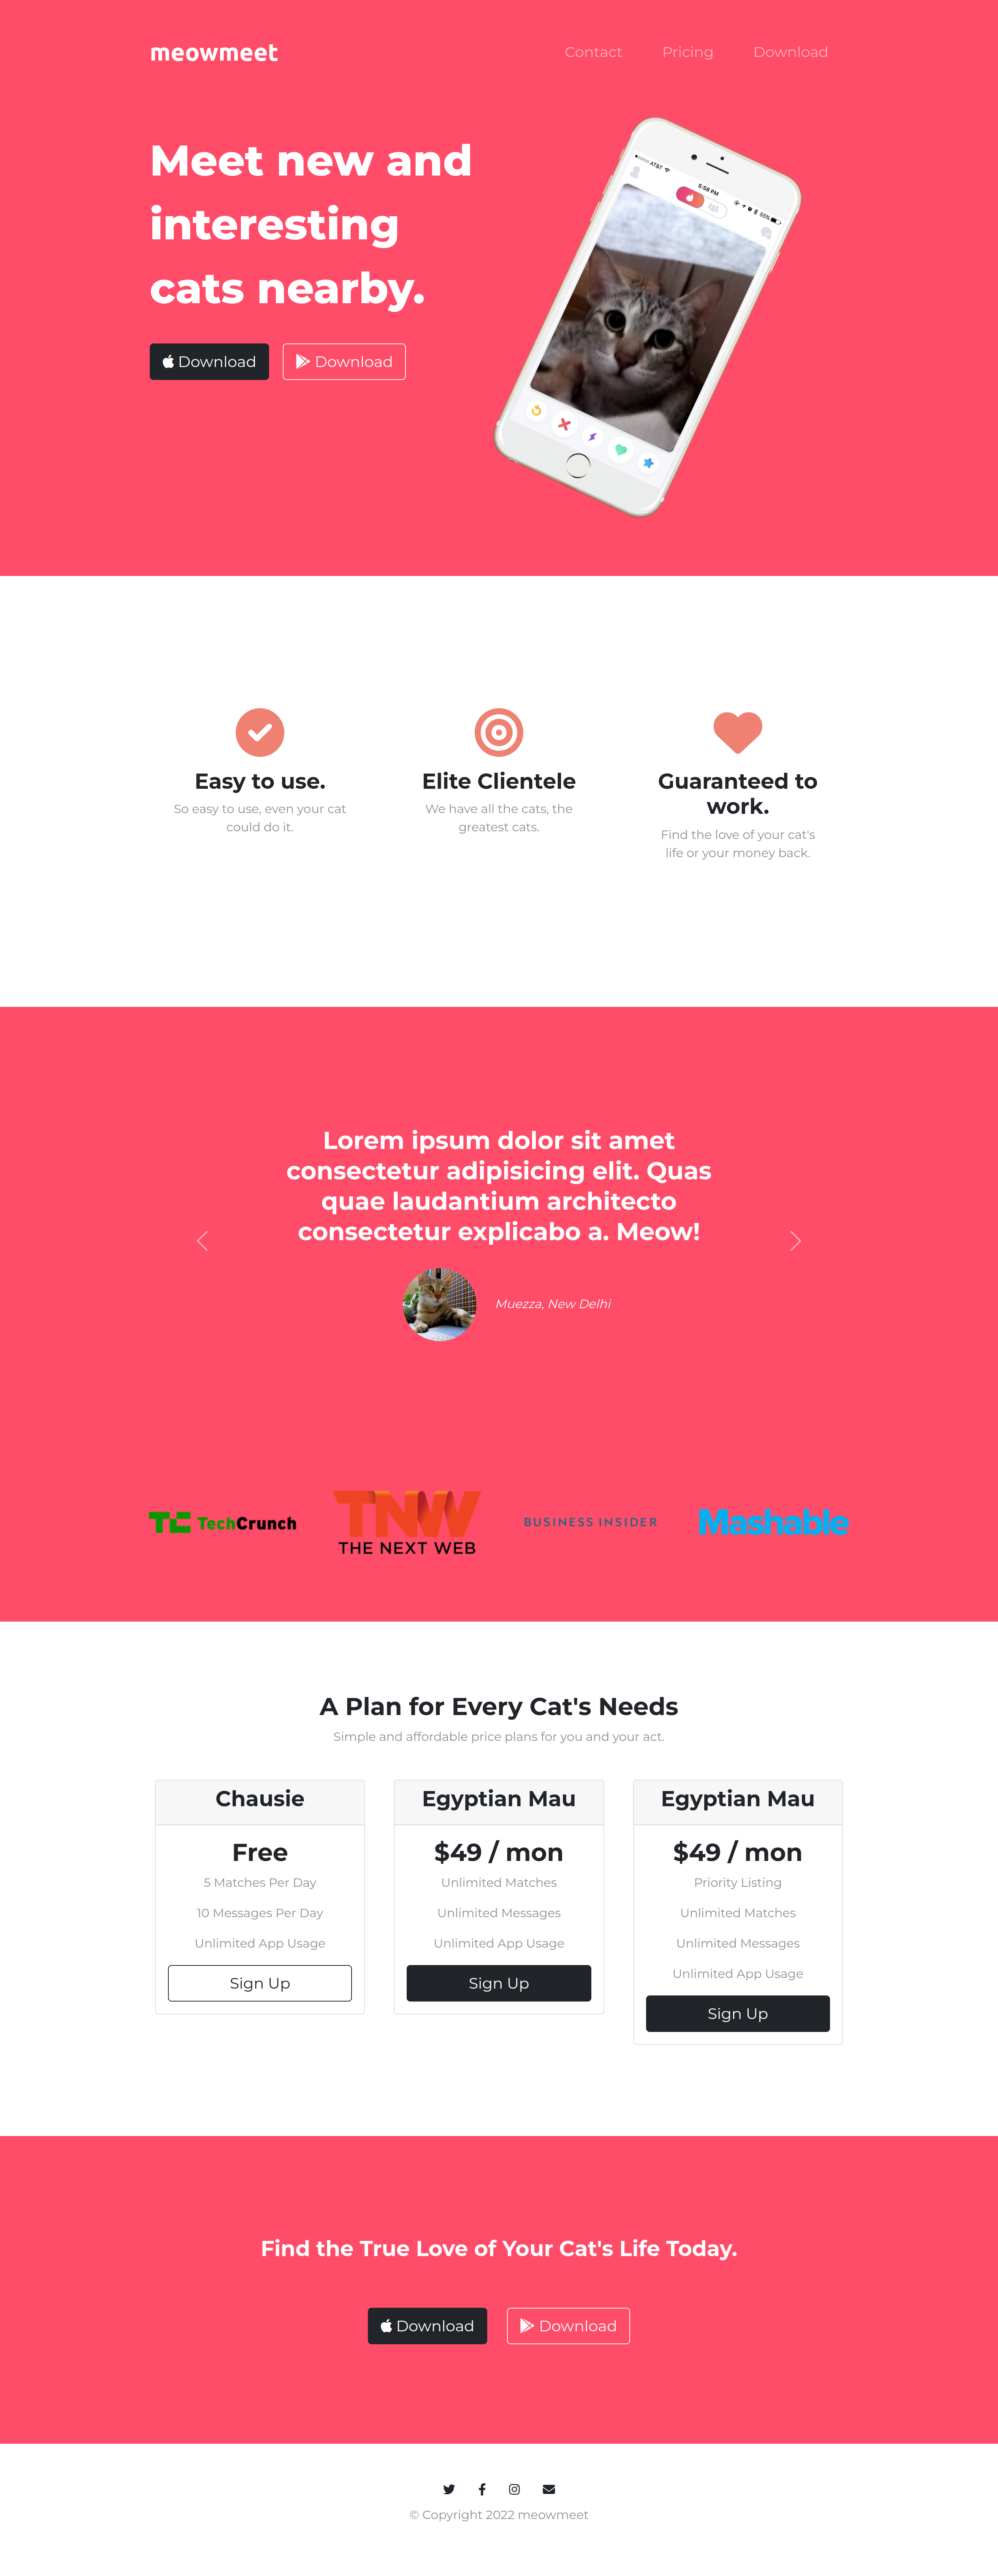 meowmeet
Contact Pricing Download
Meet new and
interesting
cats nearby.
Download Download
AT&T 5:58 PM 55%
Easy to use.
So easy to use, even your cat
could do it.
Elite Clientele
We have all the cats, the
greatest cats.
Guaranteed to
work.
Find the love of your cat's
life or your money back.
Lorem ipsum dolor sit amet
consectetur adipisicing elit. Quas
quae laudantium architecto
consectetur explicabo a. Meow!
Muezza, New Delhi
TC TechCrunch
TNW
THE NEXT WEB
BUSINESS INSIDER
Mashable
A Plan for Every Cat's Needs
Simple and affordable price plans for you and your act.
Chausie
Free
5 Matches Per Day
10 Messages Per Day
Unlimited App Usage
Sign Up
Egyptian Mau
$49 / mon
Unlimited Matches
Unlimited Messages
Unlimited App Usage
Sign Up
Egyptian Mau
$49 / mon
Priority Listing
Unlimited Matches
Unlimited Messages
Unlimited App Usage
Sign Up
Find the True Love of Your Cat's Life Today.
Download Download
© Copyright 2022 meowmeet